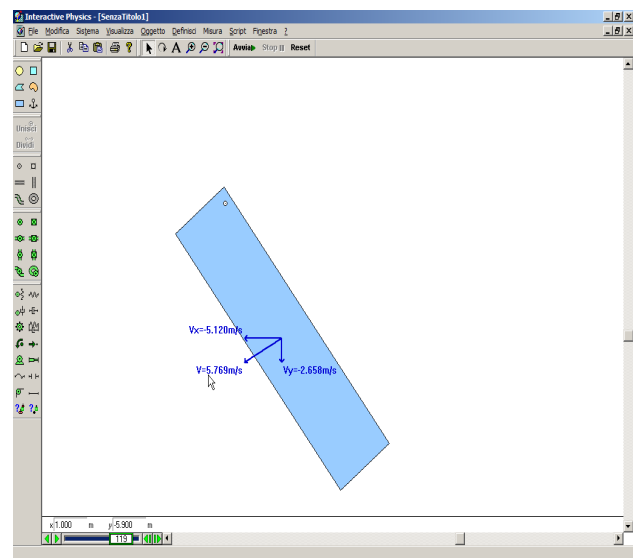 Interactive Physics - [SenzaTitolo1]
File Modifica Sistema Visualizza Oggetto Definisci Misura Script Finestra ?
A Avvia Stop Reset
Unisci
Dividi
Vx=-5.120m/s
V=5.769m/s
Vy=-2.658m/s
x 1.000 m y -5.900 m
119